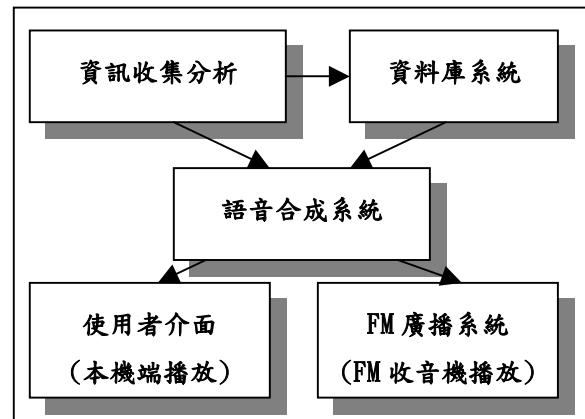 資訊收集分析
資料庫系統
語音合成系統
使用者介面
(本機端播放)
FM 廣播系統
(FM 收音機播放)